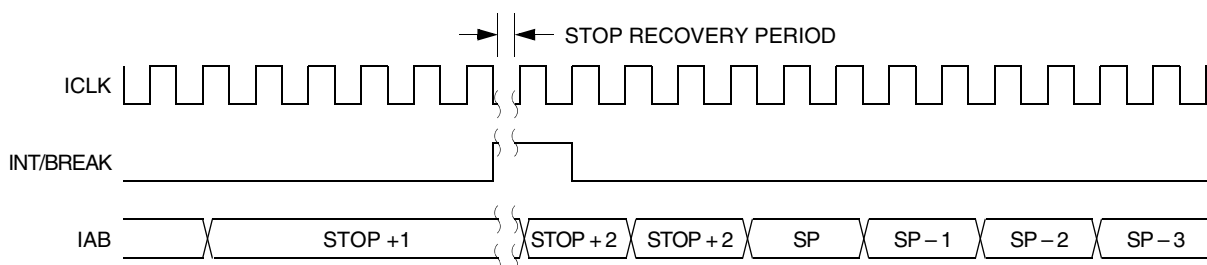 STOP RECOVERY PERIOD
ICLK
INT/BREAK
IAB STOP +1 STOP + 2 STOP + 2 SP SP – 1 SP – 2 SP – 3